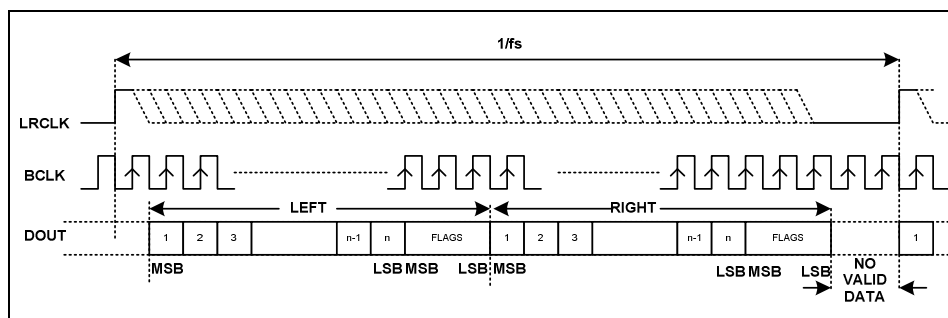 1/fs
LRCLK
BCLK
LEFT
RIGHT
DOUT
1 2 3 n-1 n FLAGS 1 2 3 n-1 n FLAGS 1
MSB LSB MSB LSB MSB LSB MSB LSB
NO
VALID
DATA